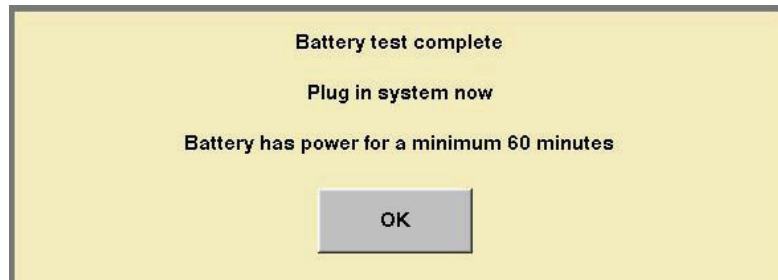 Battery test complete
Plug in system now
Battery has power for a minimum 60 minutes
OK